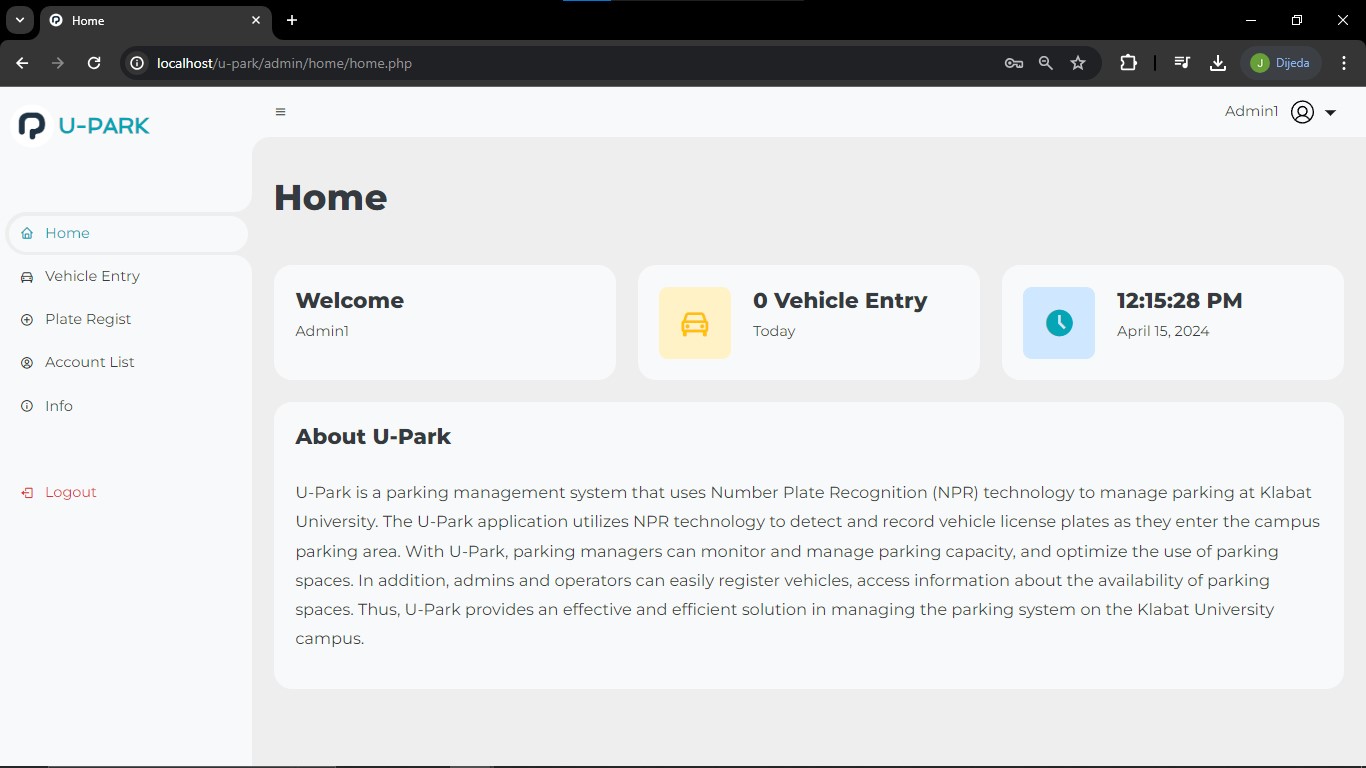 Home
localhost/u-park/admin/home/home.php
J Dijeda
U-PARK
Admin1
Home
Vehicle Entry
Plate Regist
Account List
Info
Logout
Home
Welcome
Admin1
0 Vehicle Entry
Today
12:15:28 PM
April 15, 2024
About U-Park
U-Park is a parking management system that uses Number Plate Recognition (NPR) technology to manage parking at Klabat
University. The U-Park application utilizes NPR technology to detect and record vehicle license plates as they enter the campus
parking area. With U-Park, parking managers can monitor and manage parking capacity, and optimize the use of parking
spaces. In addition, admins and operators can easily register vehicles, access information about the availability of parking
spaces. Thus, U-Park provides an effective and efficient solution in managing the parking system on the Klabat University
campus.